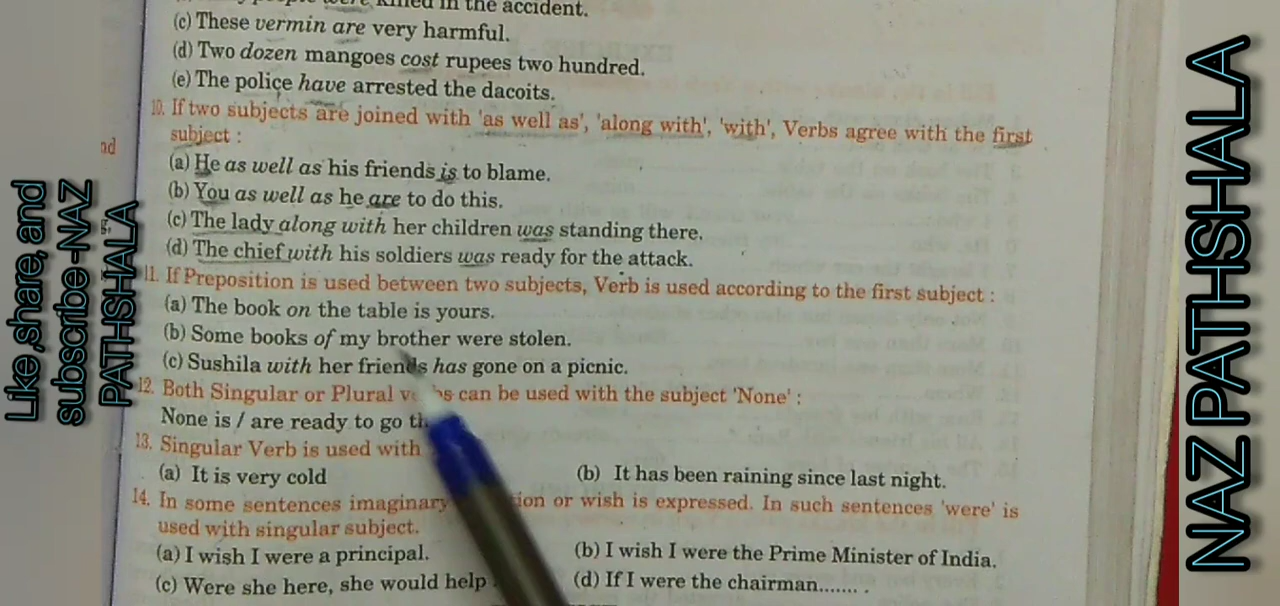 killed in the accident.
(c) These vermin are very harmful.
(d) Two dozen mangoes cost rupees two hundred.
(e) The police have arrested the dacoits.
10. If two subjects are joined with 'as well as', 'along with', 'with', Verbs agree with the first
subject :
(a) He as well as his friends is to blame.
(b) You as well as he are to do this.
(c) The lady along with her children was standing there.
(d) The chief with his soldiers was ready for the attack.
11. If Preposition is used between two subjects, Verb is used according to the first subject :
(a) The book on the table is yours.
(b) Some books of my brother were stolen.
(c) Sushila with her friends has gone on a picnic.
12. Both Singular or Plural can be used with the subject 'None' :
None is / are ready to go
13. Singular Verb is used with
(a) It is very cold
(b) It has been raining since last night.
14. In some sentences imaginary or wish is expressed. In such sentences 'were' is
used with singular subject.
(a) I wish I were a principal.
(b) I wish I were the Prime Minister of India.
(c) Were she here, she would help
(d) If I were the chairman....... .
nd
Like ,share, and
subscribe -NAZ
PATHSHALA
NAZ PATHSHALA